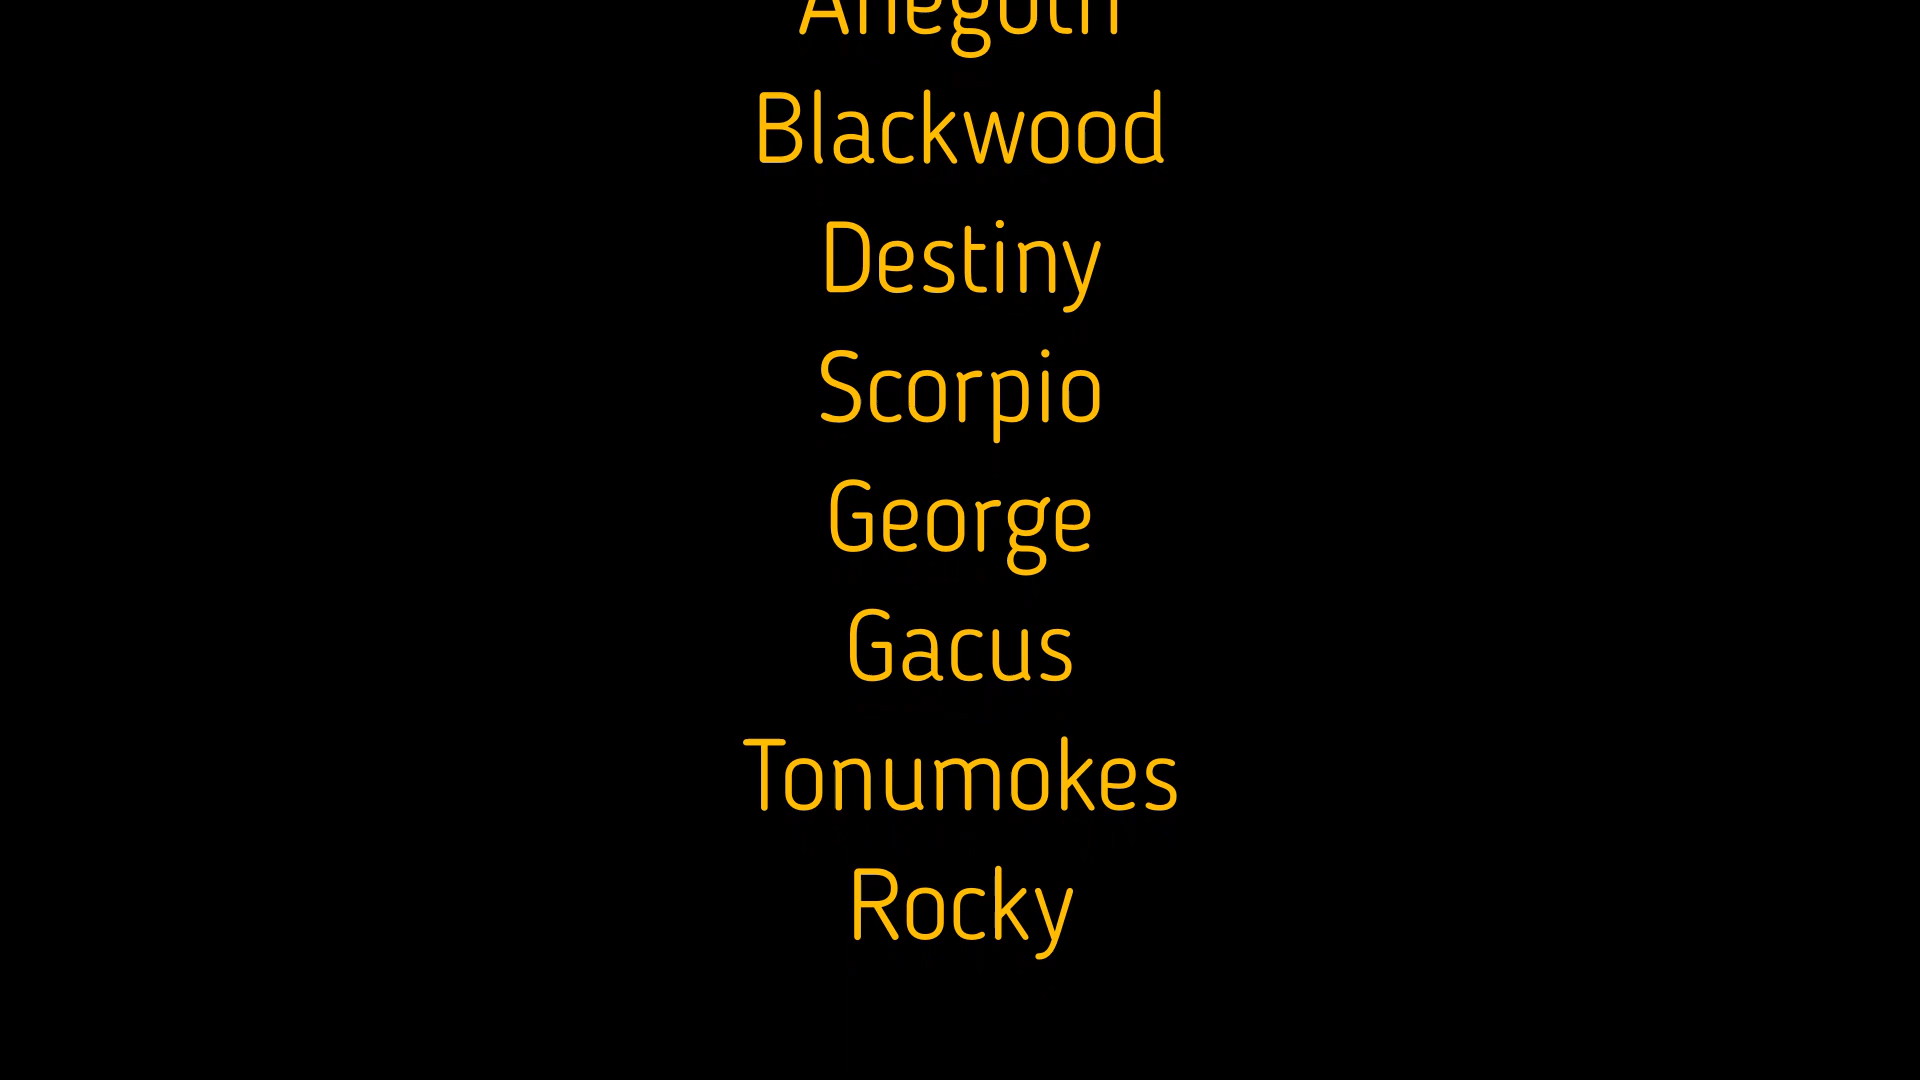 Blackwood
Destiny
Scorpio
George
Gacus
Tonumokes
Rocky